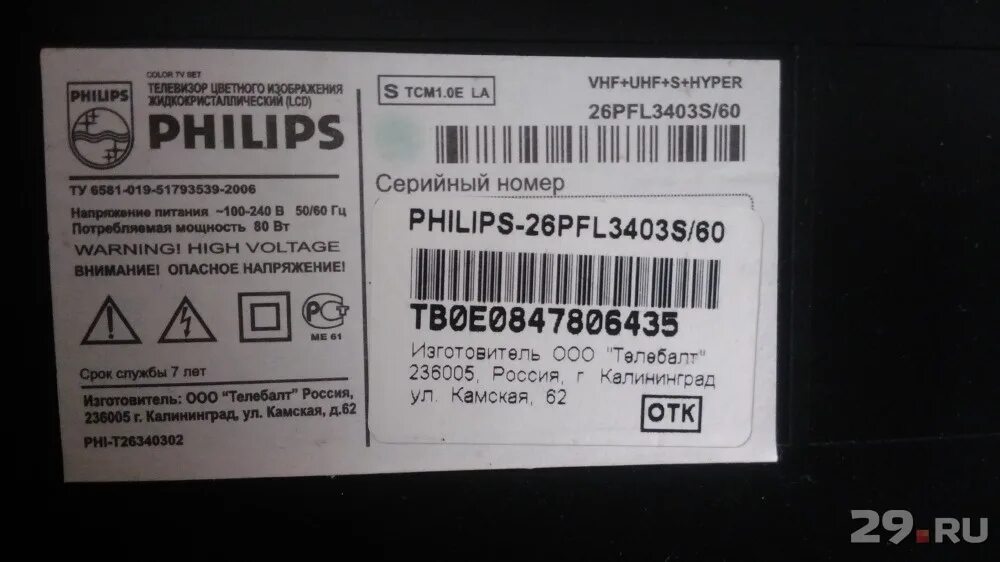 COLOR TV SET
ТЕЛЕВИЗОР ЦВЕТНОГО ИЗОБРАЖЕНИЯ
ЖИДКОКРИСТАЛЛИЧЕСКИЙ (LCD)
PHILIPS
PHILIPS
ТУ 6581-019-51793539-2006
Напряжение питания ~100-240 В 50/60 Гц
Потребляемая мощность 80 Вт
WARNING! HIGH VOLTAGE
ВНИМАНИЕ! ОПАСНОЕ НАПРЯЖЕНИЕ!
РСТ
ME 61
Срок службы 7 лет
Изготовитель: ООО "Телебалт" Россия,
236005 г. Калининград, ул. Камская, д.62
PHI-T26340302
S TCM1.0E LA
VHF+UHF+S+HYPER
26PFL3403S/60
Серийный номер
PHILIPS-26PFL3403S/60
TB0E0847806435
Изготовитель ООО "Телебалт"
236005, Россия, г Калининград
ул. Камская, 62
ОТК
29.RU